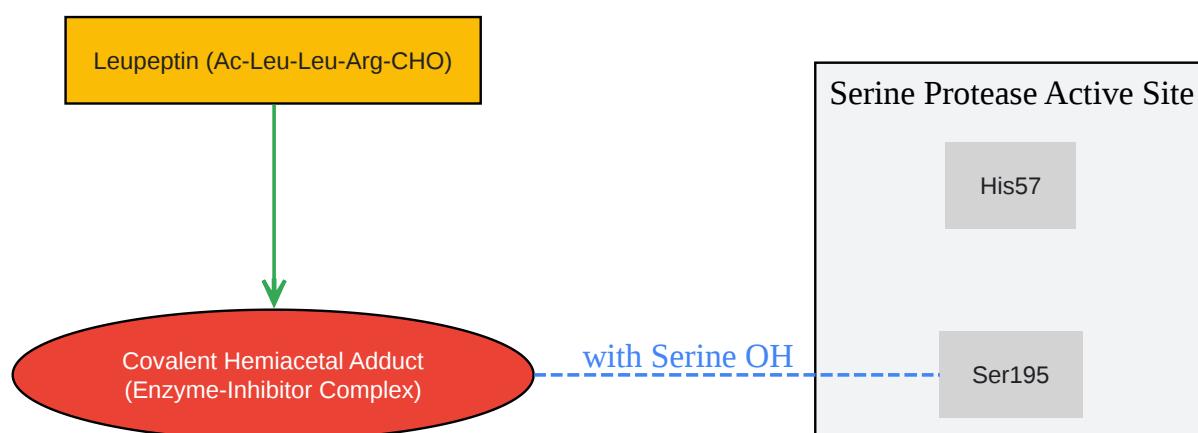 Leupeptin (Ac-Leu-Leu-Arg-CHO)
Serine Protease Active Site
His57
Covalent Hemiacetal Adduct
(Enzyme-Inhibitor Complex)
with Serine OH
Ser195